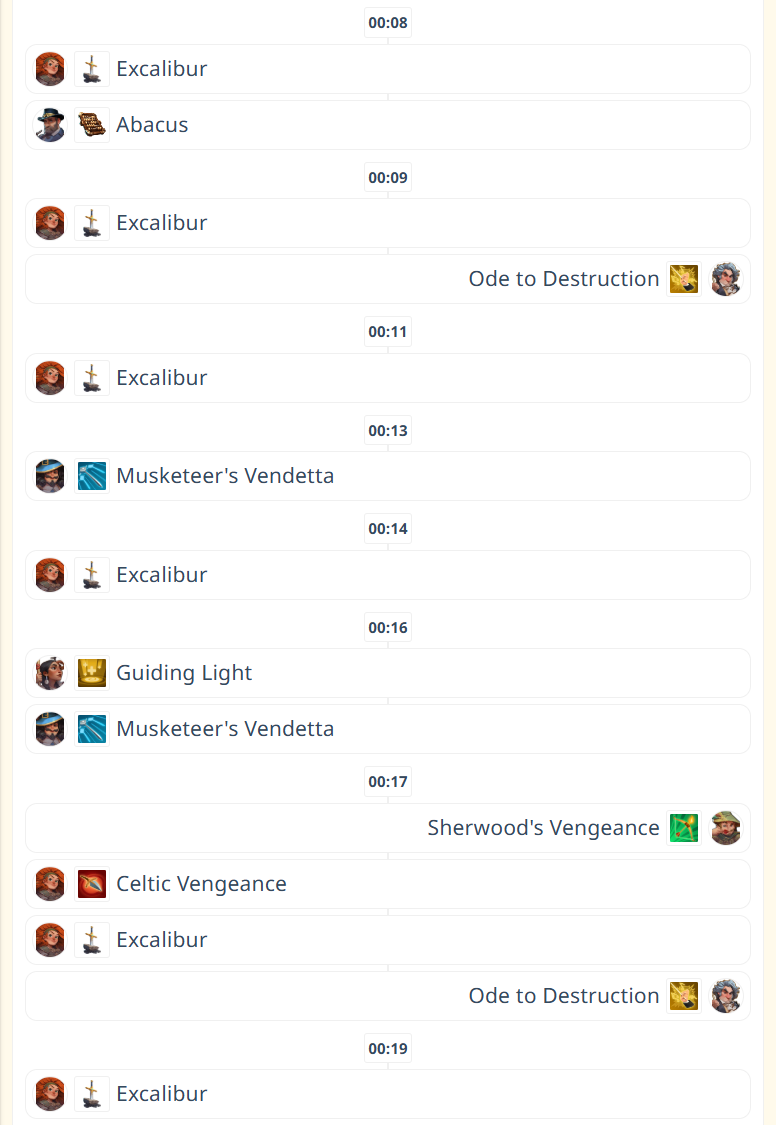 00:08
Excalibur
Abacus
00:09
Excalibur
Ode to Destruction
00:11
Excalibur
00:13
Musketeer's Vendetta
00:14
Excalibur
00:16
Guiding Light
Musketeer's Vendetta
00:17
Sherwood's Vengeance
Celtic Vengeance
Excalibur
Ode to Destruction
00:19
Excalibur